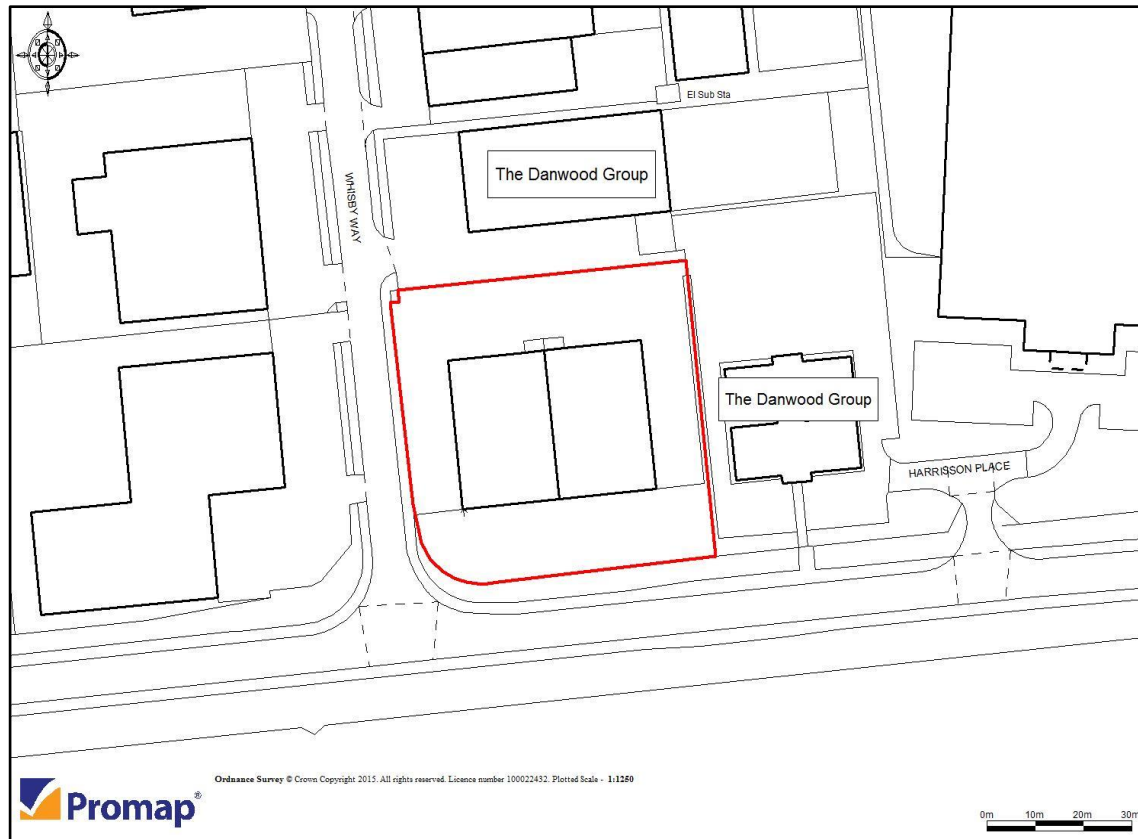 El Sub Sta
The Danwood Group
WHISBY WAY
The Danwood Group
HARRISSON PLACE
Ordnance Survey © Crown Copyright 2015. All rights reserved. Licence number 100022432. Plotted Scale - 1:1250
Promap®
0m 10m 20m 30m